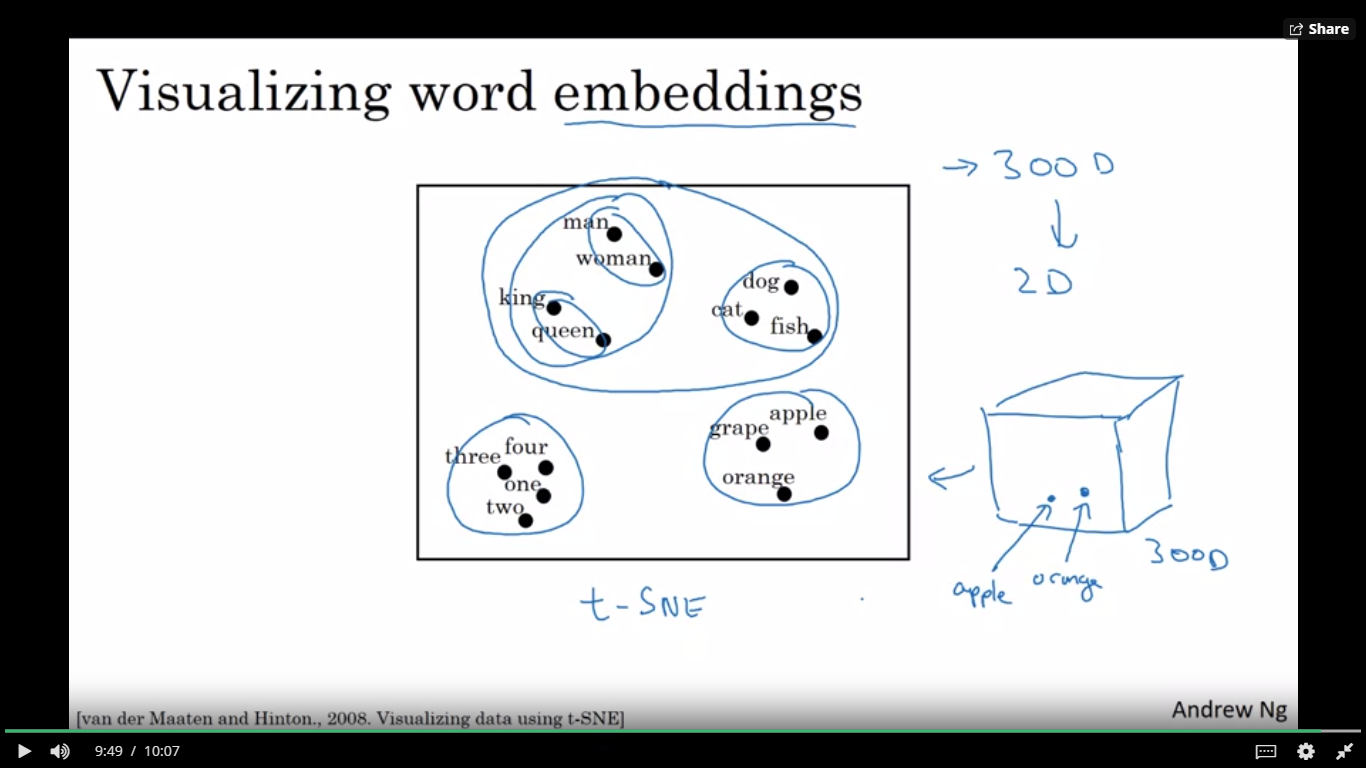 Share
Visualizing word embeddings
→ 300 D
↓
2D
man
woman
king
queen
dog
cat
fish
apple
grape
orange
four
three
one
two
←
apple
orange
300D
t-SNE
[van der Maaten and Hinton., 2008. Visualizing data using t-SNE]
Andrew Ng
9:49 / 10:07